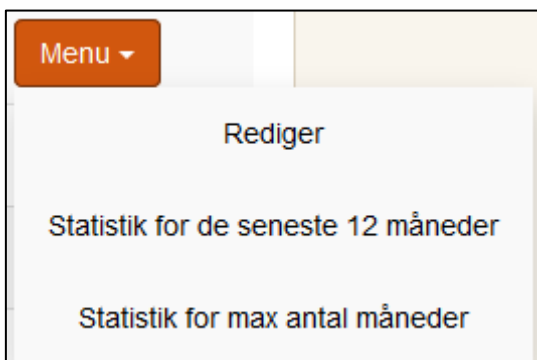 Menu
Rediger
Statistik for de seneste 12 måneder
Statistik for max antal måneder